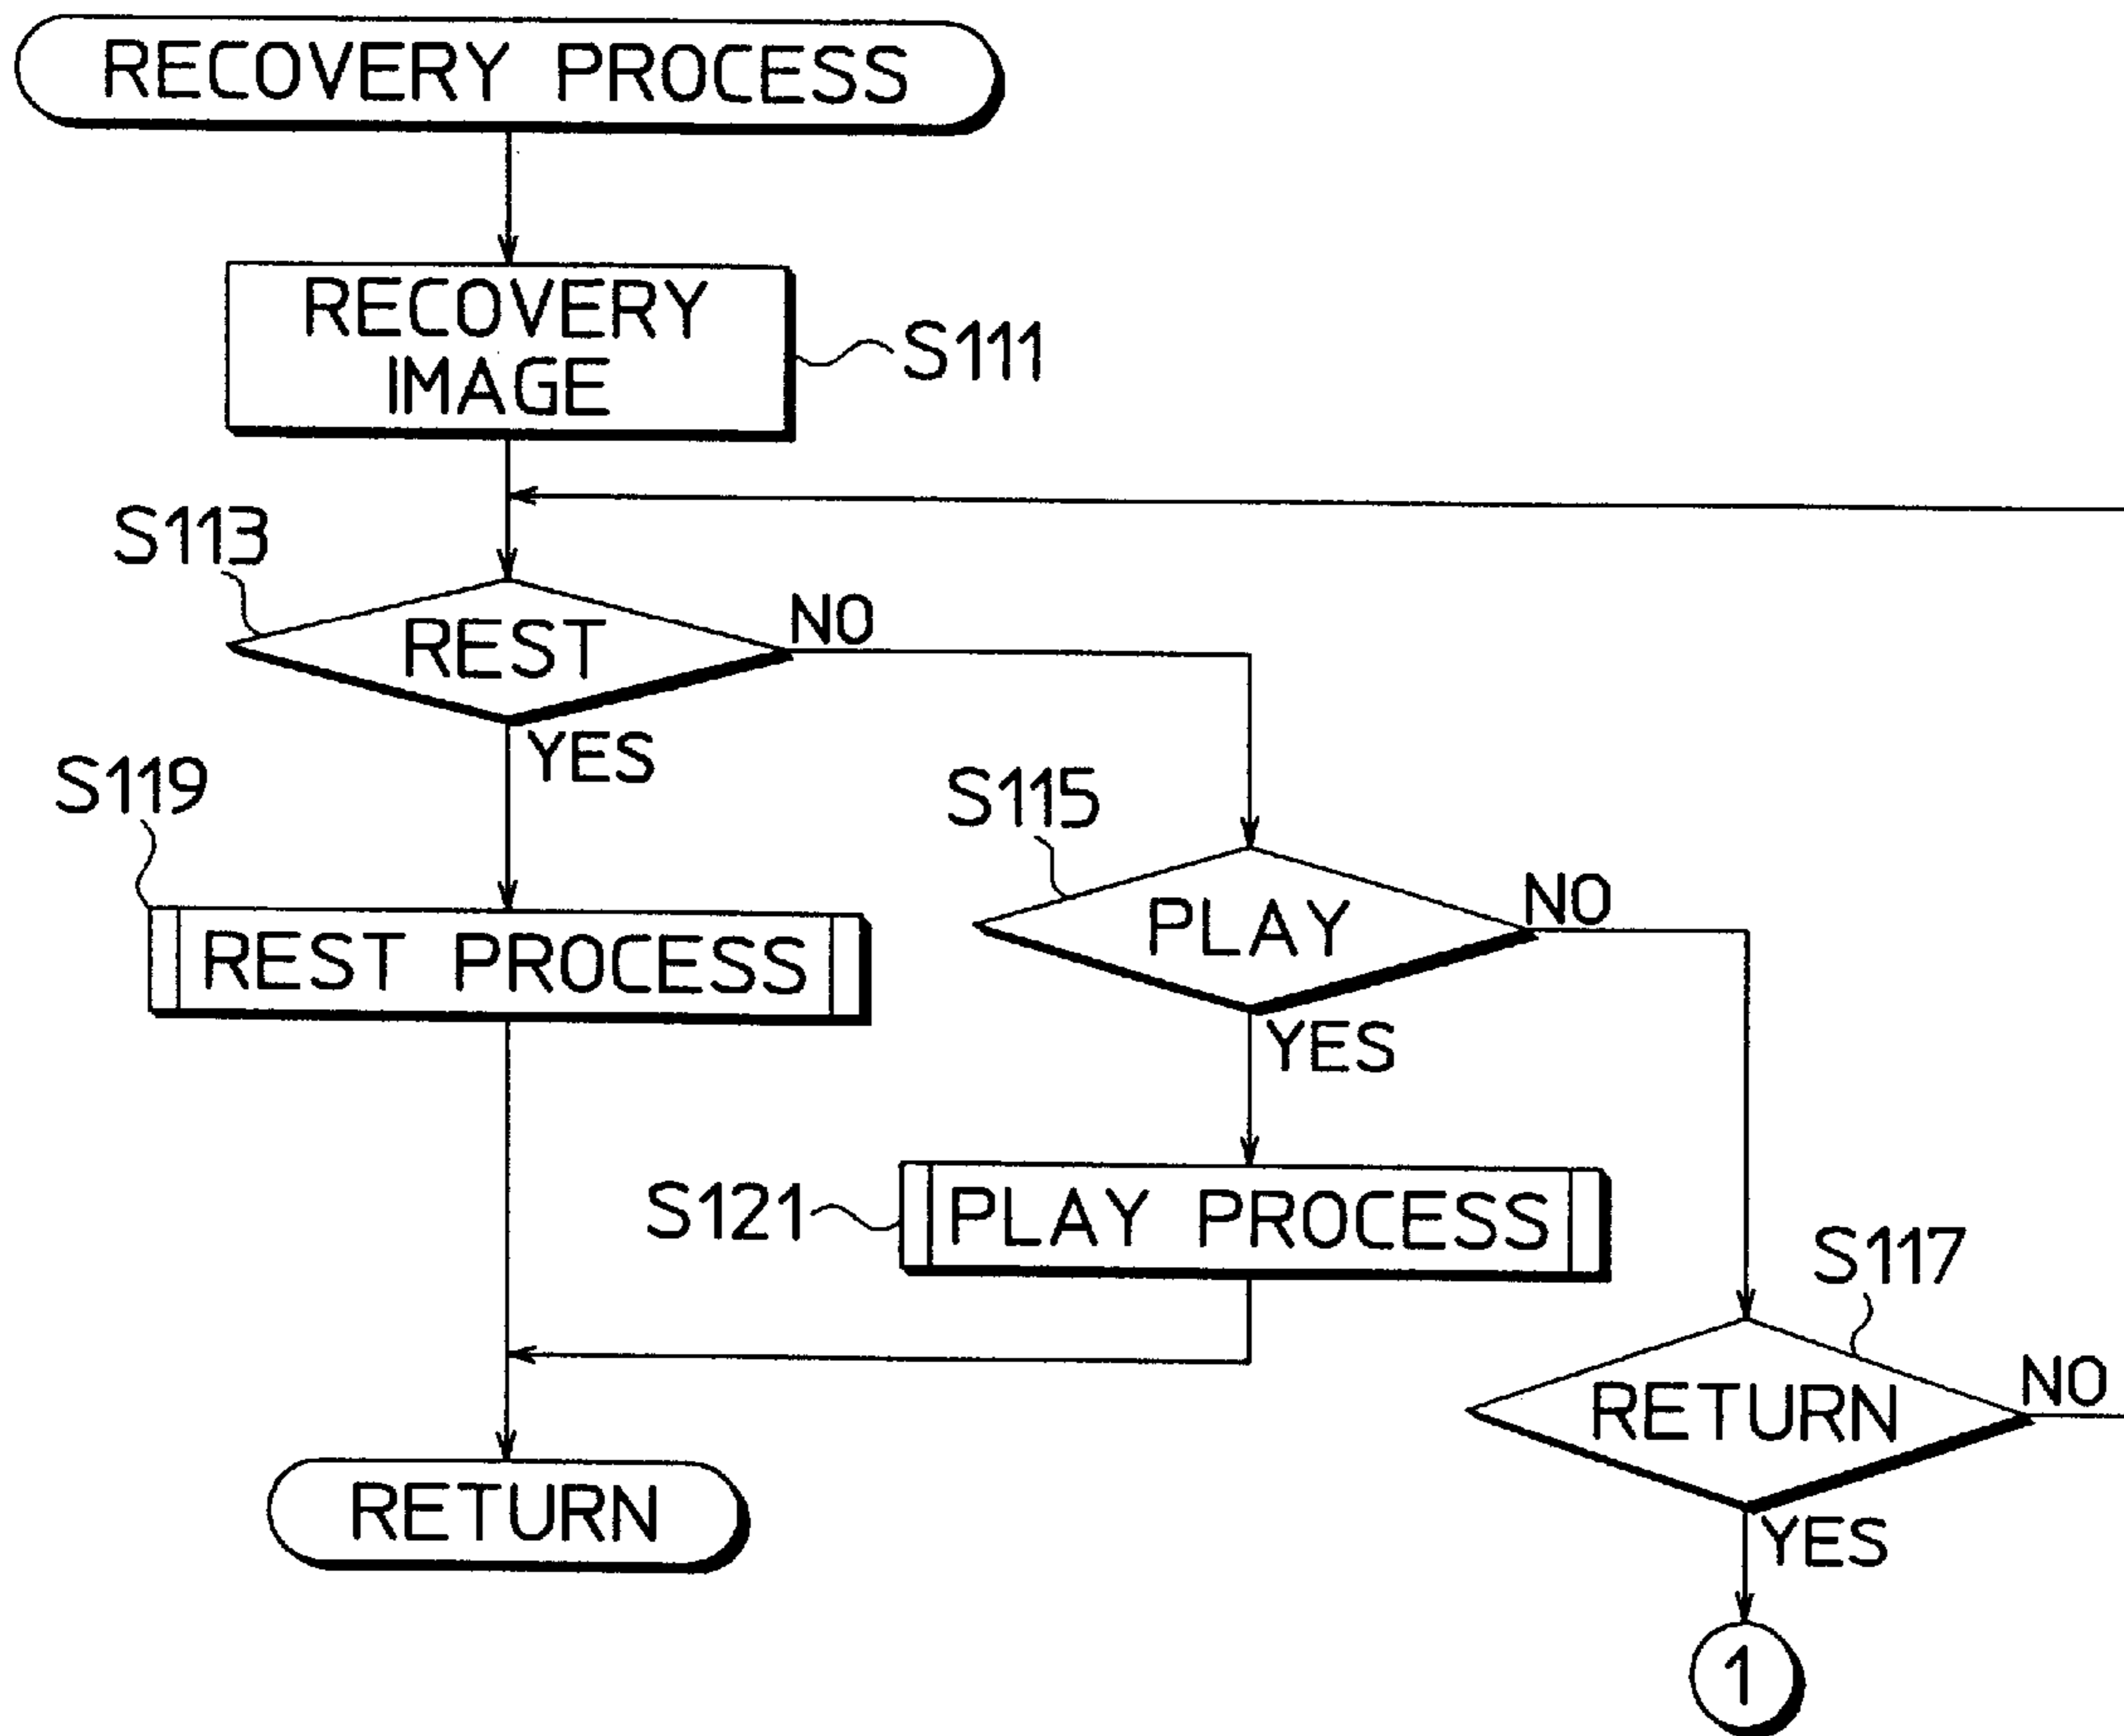 RECOVERY PROCESS
RECOVERY
IMAGE
S111
S113
REST
NO
YES
S119
REST PROCESS
S115
PLAY
NO
YES
S121
PLAY PROCESS
S117
RETURN
NO
YES
RETURN
1